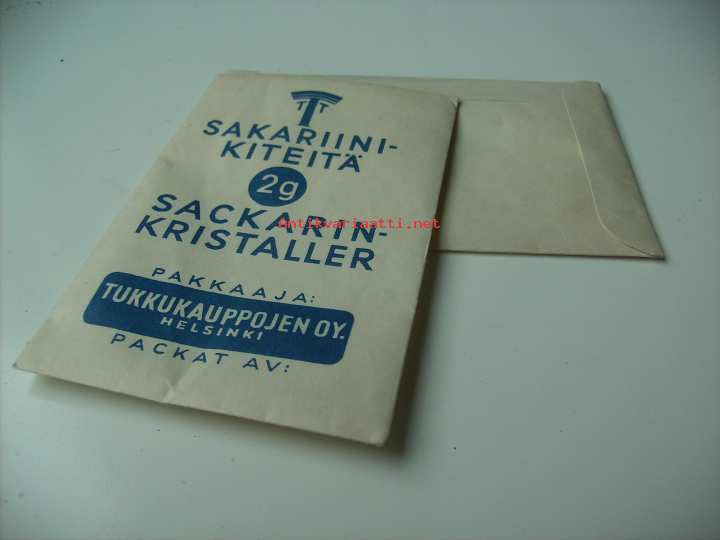 T T T
SAKARIINI-
KITEITÄ
2g
SACKARIN-
KRISTALLER
Antikvariaatti.net
PAKKAAJA:
TUKKUKAUPPOJEN OY.
HELSINKI
PACKAT AV: